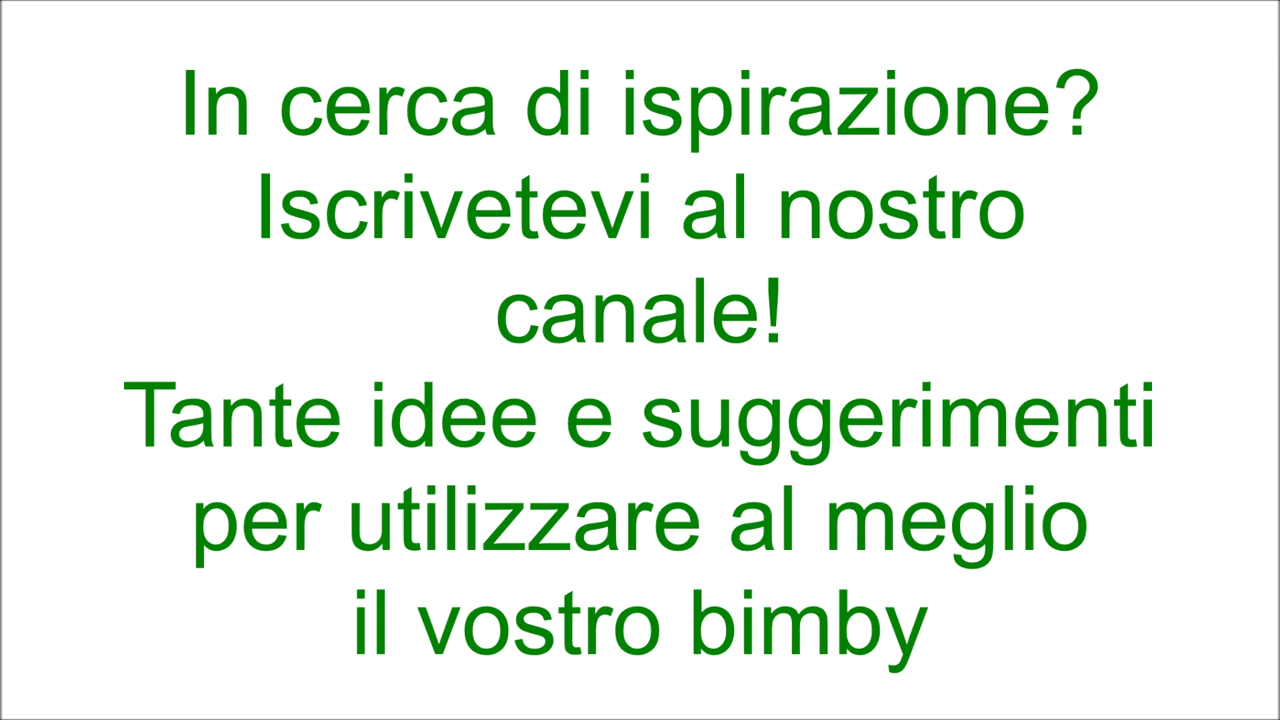 In cerca di ispirazione?
Iscrivetevi al nostro
canale!
Tante idee e suggerimenti
per utilizzare al meglio
il vostro bimby